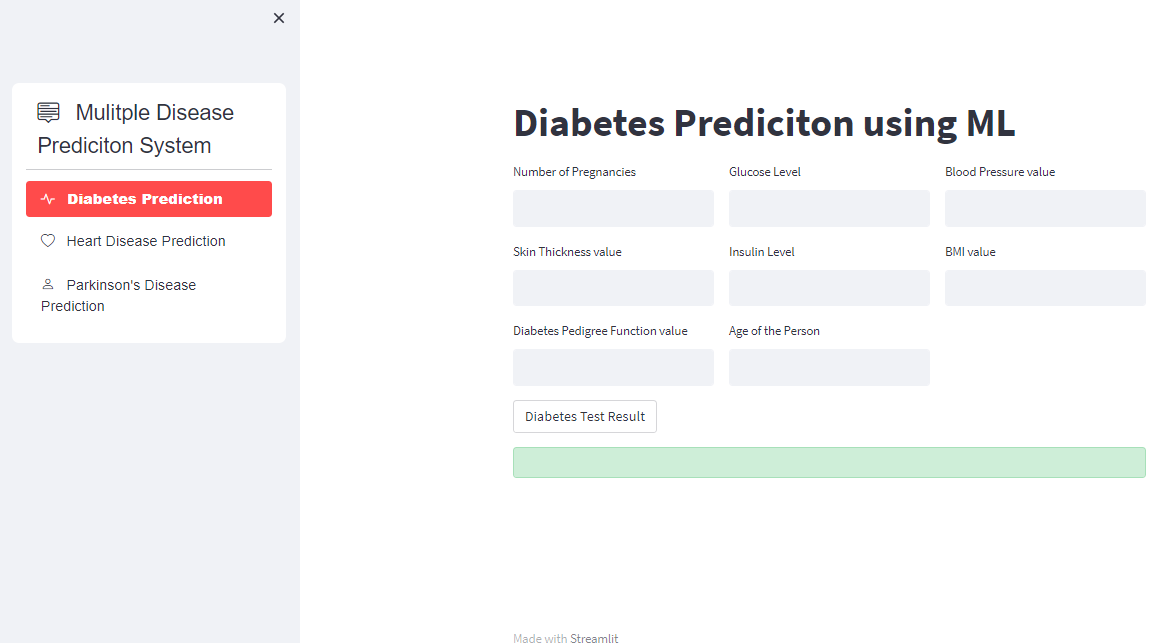 Mulitple Disease
Prediciton System
Diabetes Prediction
Heart Disease Prediction
Parkinson's Disease
Prediction
Diabetes Prediciton using ML
Number of Pregnancies Glucose Level Blood Pressure value
Skin Thickness value Insulin Level BMI value
Diabetes Pedigree Function value Age of the Person
Diabetes Test Result
Made with Streamlit